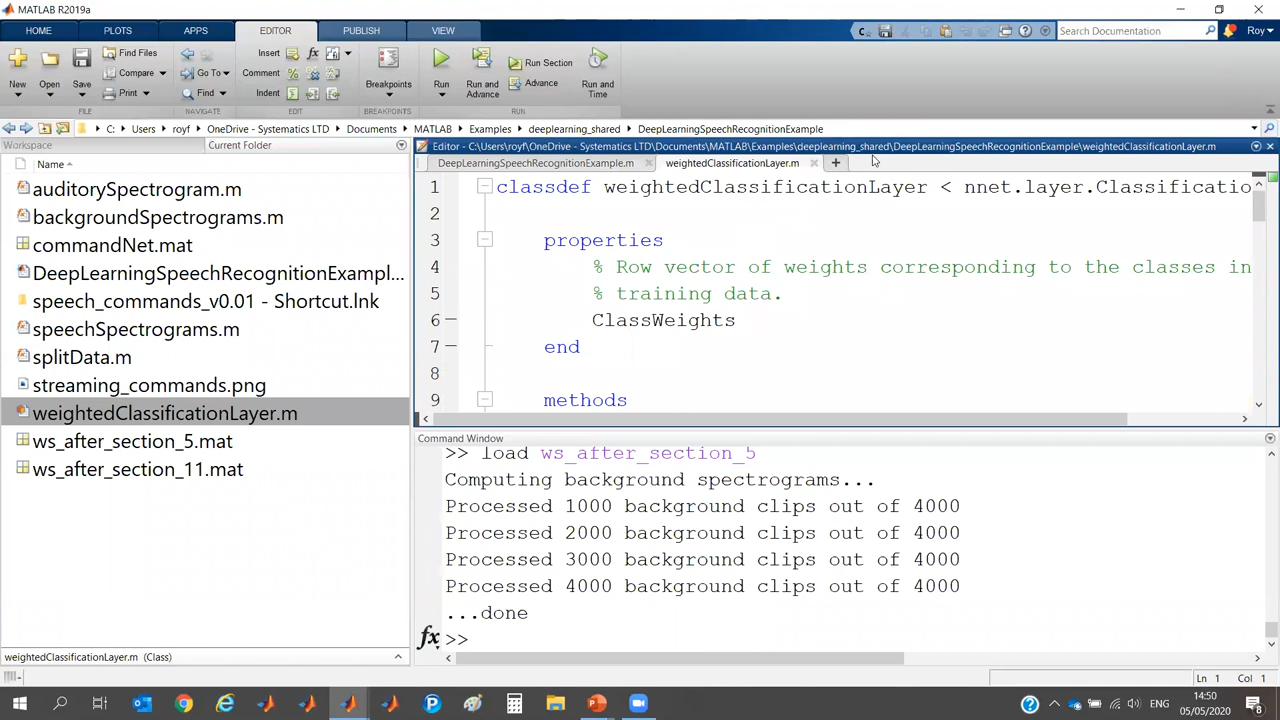 MATLAB R2019a
HOME PLOTS APPS EDITOR PUBLISH VIEW
Search Documentation
Roy
New Open Save
Find Files
Compare
Print
Go To
Find
Insert
Comment
Indent
Breakpoints
Run
Run and Advance
Run Section
Advance
Run and Time
FILE NAVIGATE EDIT BREAKPOINTS RUN
C: Users royf OneDrive - Systematics LTD Documents MATLAB Examples deeplearning_shared DeepLearningSpeechRecognitionExample
Workspace
Current Folder
Name
auditorySpectrogram.m
backgroundSpectrograms.m
commandNet.mat
DeepLearningSpeechRecognitionExampl...
speech_commands_v0.01 - Shortcut.lnk
speechSpectrograms.m
splitData.m
streaming_commands.png
weightedClassificationLayer.m
ws_after_section_5.mat
ws_after_section_11.mat
weightedClassificationLayer.m (Class)
Editor - C:\Users\royf\OneDrive - Systematics LTD\Documents\MATLAB\Examples\deeplearning_shared\DeepLearningSpeechRecognitionExample\weightedClassificationLayer.m
DeepLearningSpeechRecognitionExample.m
weightedClassificationLayer.m
1 classdef weightedClassificationLayer < nnet.layer.Classificatio
2
3 properties
4 % Row vector of weights corresponding to the classes in
5 % training data.
6 ClassWeights
7 end
8
9 methods
Command Window
>> load ws_after_section_5
Computing background spectrograms...
Processed 1000 background clips out of 4000
Processed 2000 background clips out of 4000
Processed 3000 background clips out of 4000
Processed 4000 background clips out of 4000
...done
fx >>
Ln 1 Col 1
ENG
14:50
05/05/2020
8